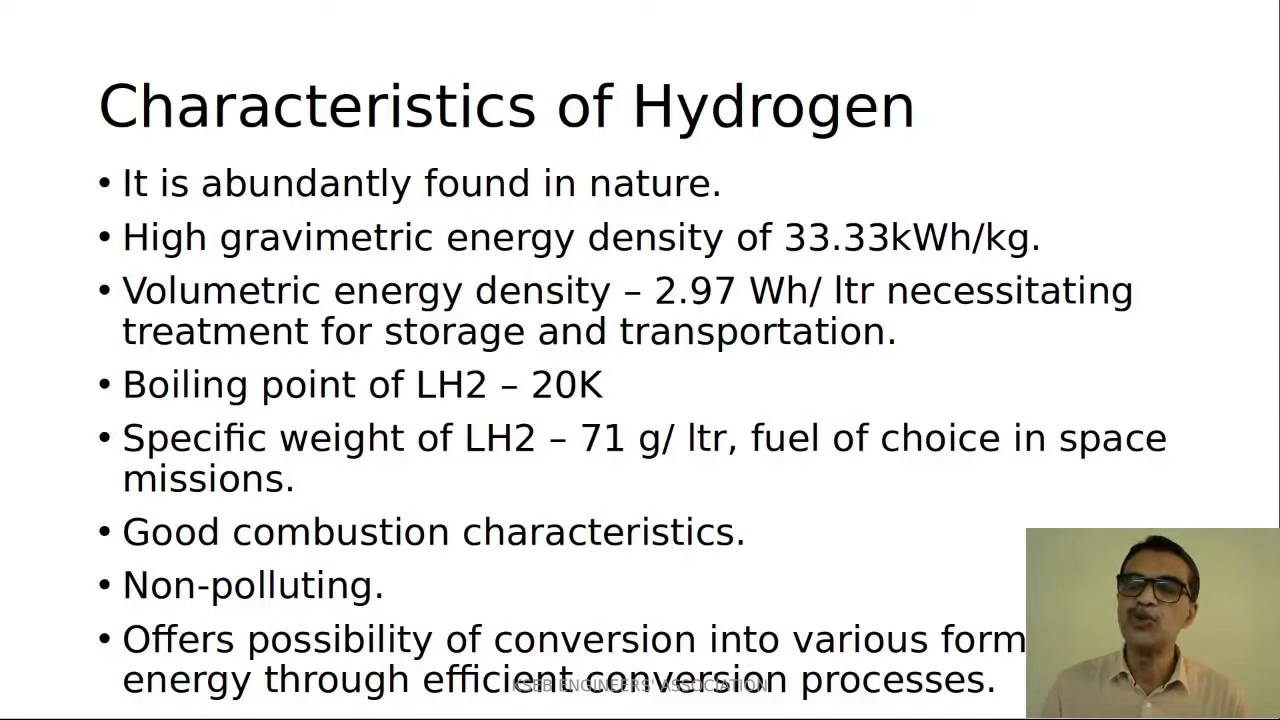 Characteristics of Hydrogen
• It is abundantly found in nature.
• High gravimetric energy density of 33.33kWh/kg.
• Volumetric energy density – 2.97 Wh/ ltr necessitating
treatment for storage and transportation.
• Boiling point of LH2 – 20K
• Specific weight of LH2 – 71 g/ ltr, fuel of choice in space
missions.
• Good combustion characteristics.
• Non-polluting.
• Offers possibility of conversion into various form
energy through efficient conversion processes.
KSEB ENGINEERS' ASSOCIATION